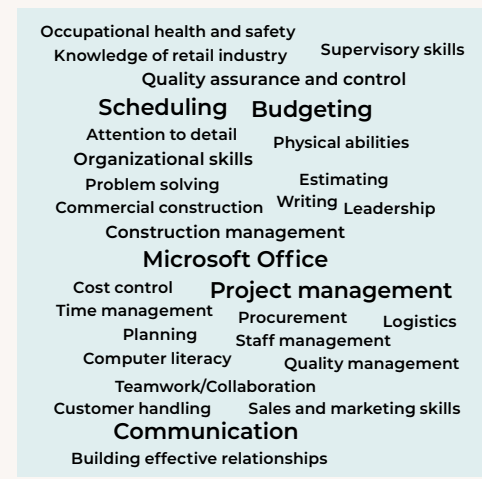 Occupational health and safety
Knowledge of retail industry Supervisory skills
Quality assurance and control
Scheduling Budgeting
Attention to detail Physical abilities
Organizational skills
Problem solving Estimating
Commercial construction Writing Leadership
Construction management
Microsoft Office
Cost control Project management
Time management Procurement Logistics
Planning Staff management
Computer literacy Quality management
Teamwork/Collaboration
Customer handling Sales and marketing skills
Communication
Building effective relationships